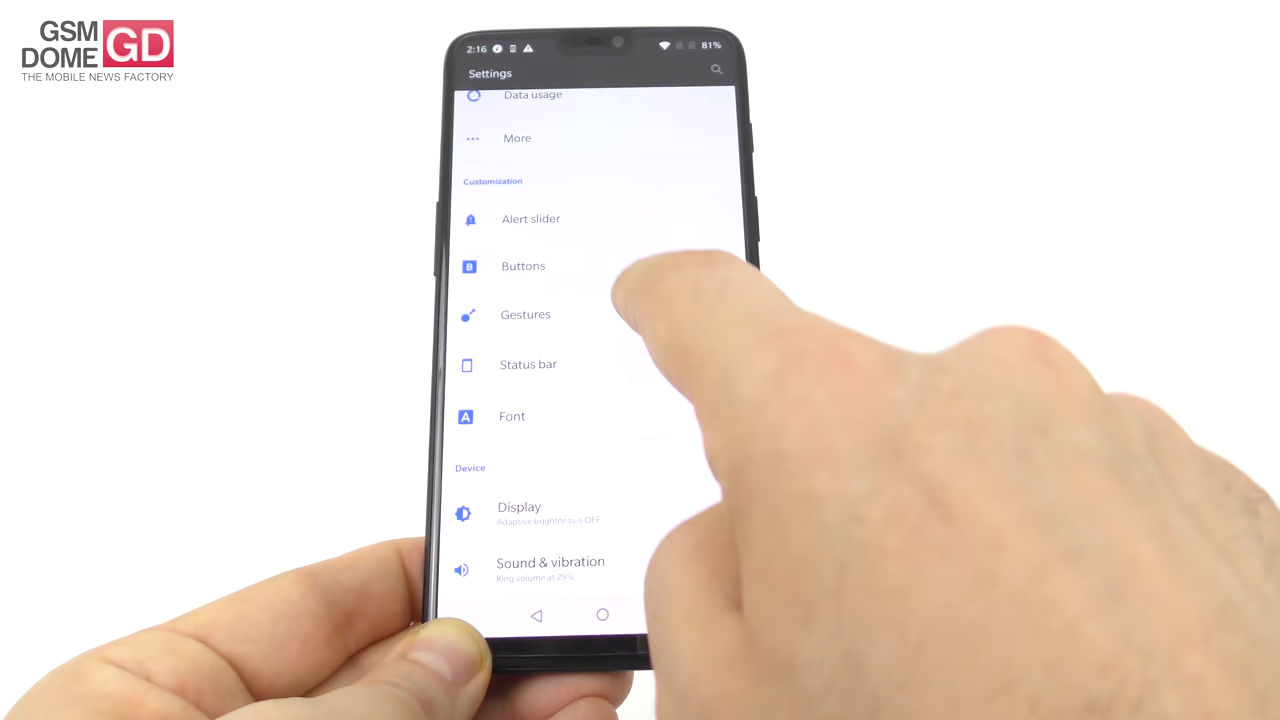 GSM
DOME GD
THE MOBILE NEWS FACTORY
2:16 81%
Settings
Data usage
More
Customization
Alert slider
B Buttons
Gestures
Status bar
A Font
Device
Display
Adaptive brightness is OFF
Sound & vibration
Ring volume at 29%